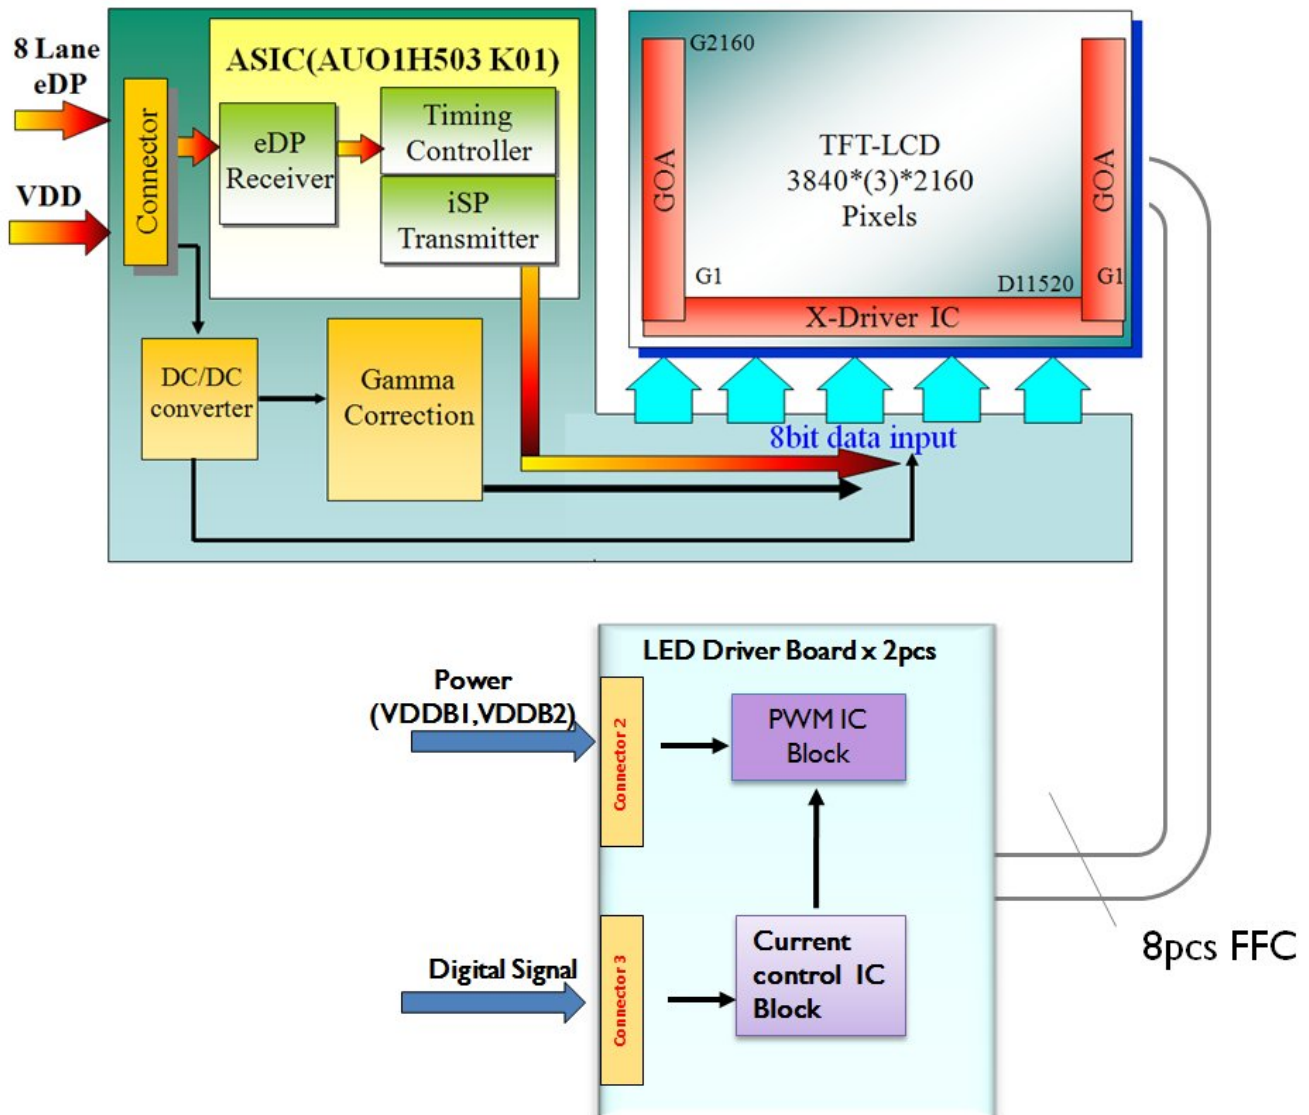 8 Lane
eDP
VDD
Connector
ASIC(AUO1H503 K01)
eDP
Receiver
Timing
Controller
iSP
Transmitter
DC/DC
converter
Gamma
Correction
G2160
GOA
TFT-LCD
3840*(3)*2160
Pixels
GOA
G1
D11520
G1
X-Driver IC
8bit data input
LED Driver Board x 2pcs
Power
(VDDB1,VDDB2)
Connector 2
PWM IC
Block
Digital Signal
Connector 3
Current
control IC
Block
8pcs FFC